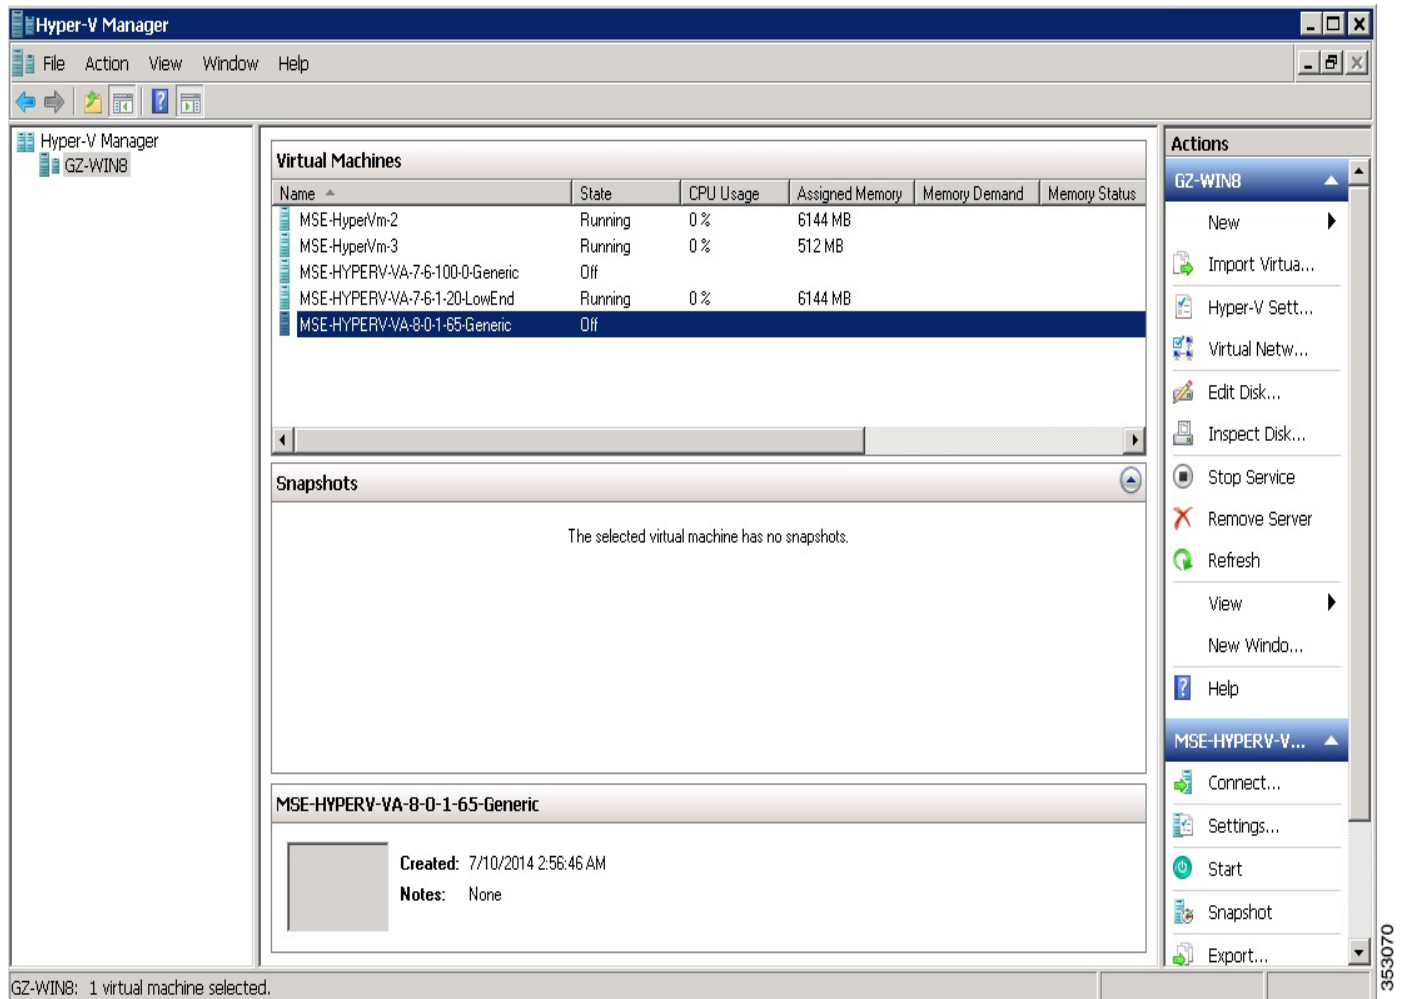 Hyper-V Manager
File Action View Window Help
Hyper-V Manager
GZ-WIN8
Virtual Machines
Name State CPU Usage Assigned Memory Memory Demand Memory Status
MSE-HyperVm-2 Running 0 % 6144 MB
MSE-HyperVm-3 Running 0 % 512 MB
MSE-HYPERV-VA-7-6-100-0-Generic Off
MSE-HYPERV-VA-7-6-1-20-LowEnd Running 0 % 6144 MB
MSE-HYPERV-VA-8-0-1-65-Generic Off
Snapshots
The selected virtual machine has no snapshots.
MSE-HYPERV-VA-8-0-1-65-Generic
Created: 7/10/2014 2:56:46 AM
Notes: None
Actions
GZ-WIN8
New
Import Virtua...
Hyper-V Sett...
Virtual Netw...
Edit Disk...
Inspect Disk...
Stop Service
Remove Server
Refresh
View
New Windo...
Help
MSE-HYPERV-V...
Connect...
Settings...
Start
Snapshot
Export...
GZ-WIN8: 1 virtual machine selected.
353070